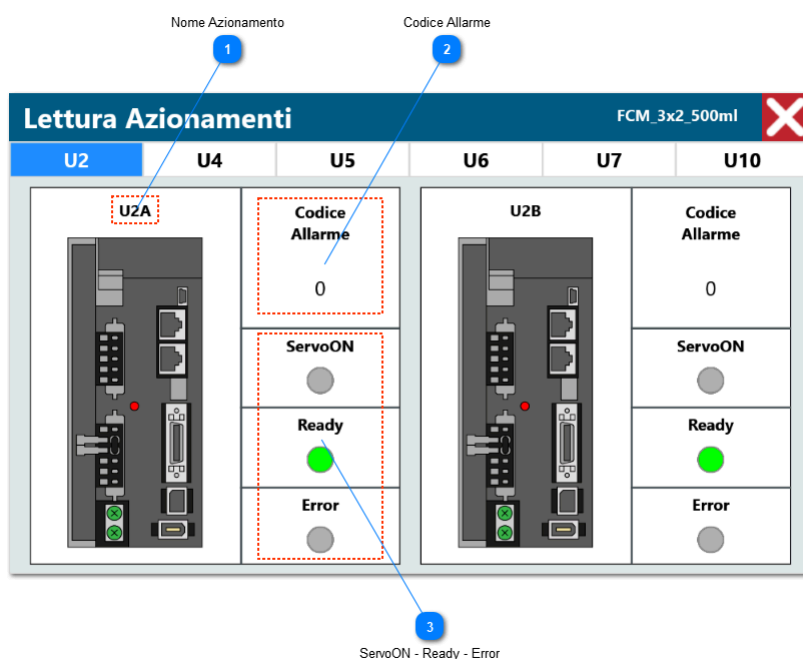 Nome Azionamento
Codice Allarme
1
2
Lettura Azionamenti
FCM_3x2_500ml
U2
U4
U5
U6
U7
U10
U2A
Codice
Allarme
0
ServoON
Ready
Error
U2B
Codice
Allarme
0
ServoON
Ready
Error
3
ServoON - Ready - Error